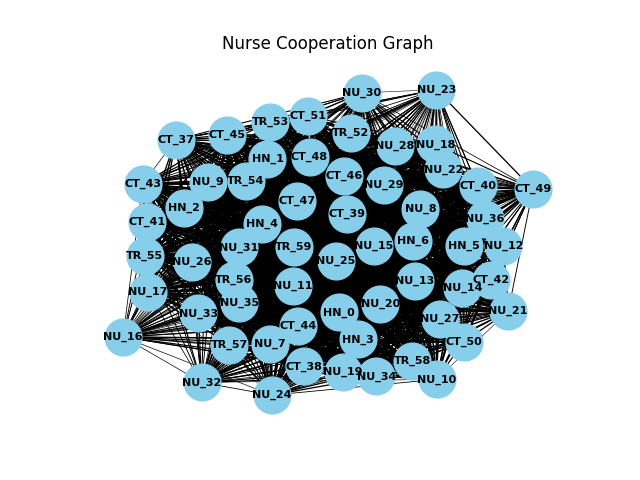 Nurse Cooperation Graph
NU_30
NU_23
CT_51
TR_53
TR_52
CT_45
CT_37
NU_28
NU_18
HN_1
CT_48
NU_22
CT_46
TR_54
NU_9
CT_43
NU_29
CT_40
CT_49
CT_47
HN_2
NU_8
CT_39
NU_36
CT_41
HN_4
HN_6
NU_31
TR_59
NU_15
HN_5
NU_12
TR_55
NU_26
NU_25
TR_56
NU_11
NU_13
CT_42
NU_14
NU_17
NU_35
NU_20
NU_33
HN_0
NU_21
NU_27
CT_44
NU_16
HN_3
CT_50
TR_57
NU_7
TR_58
CT_38
NU_19
NU_34
NU_10
NU_32
NU_24